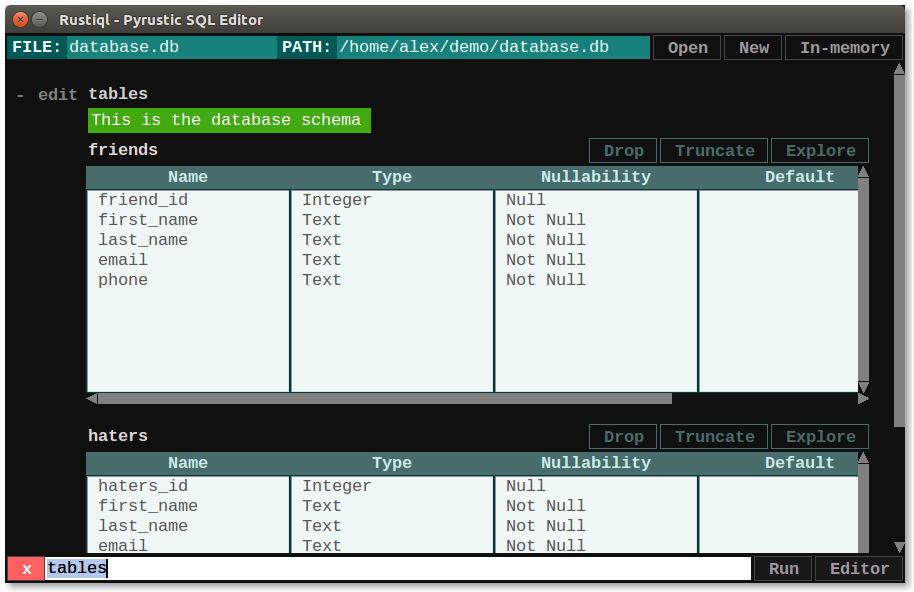 Rustiql - Pyrustic SQL Editor
FILE: database.db PATH: /home/alex/demo/database.db Open New In-memory
- edit tables
This is the database schema
friends Drop Truncate Explore
Name Type Nullability Default
friend_id Integer Null
first_name Text Not Null
last_name Text Not Null
email Text Not Null
phone Text Not Null
haters Drop Truncate Explore
Name Type Nullability Default
haters_id Integer Null
first_name Text Not Null
last_name Text Not Null
email Text Not Null
x tables Run Editor